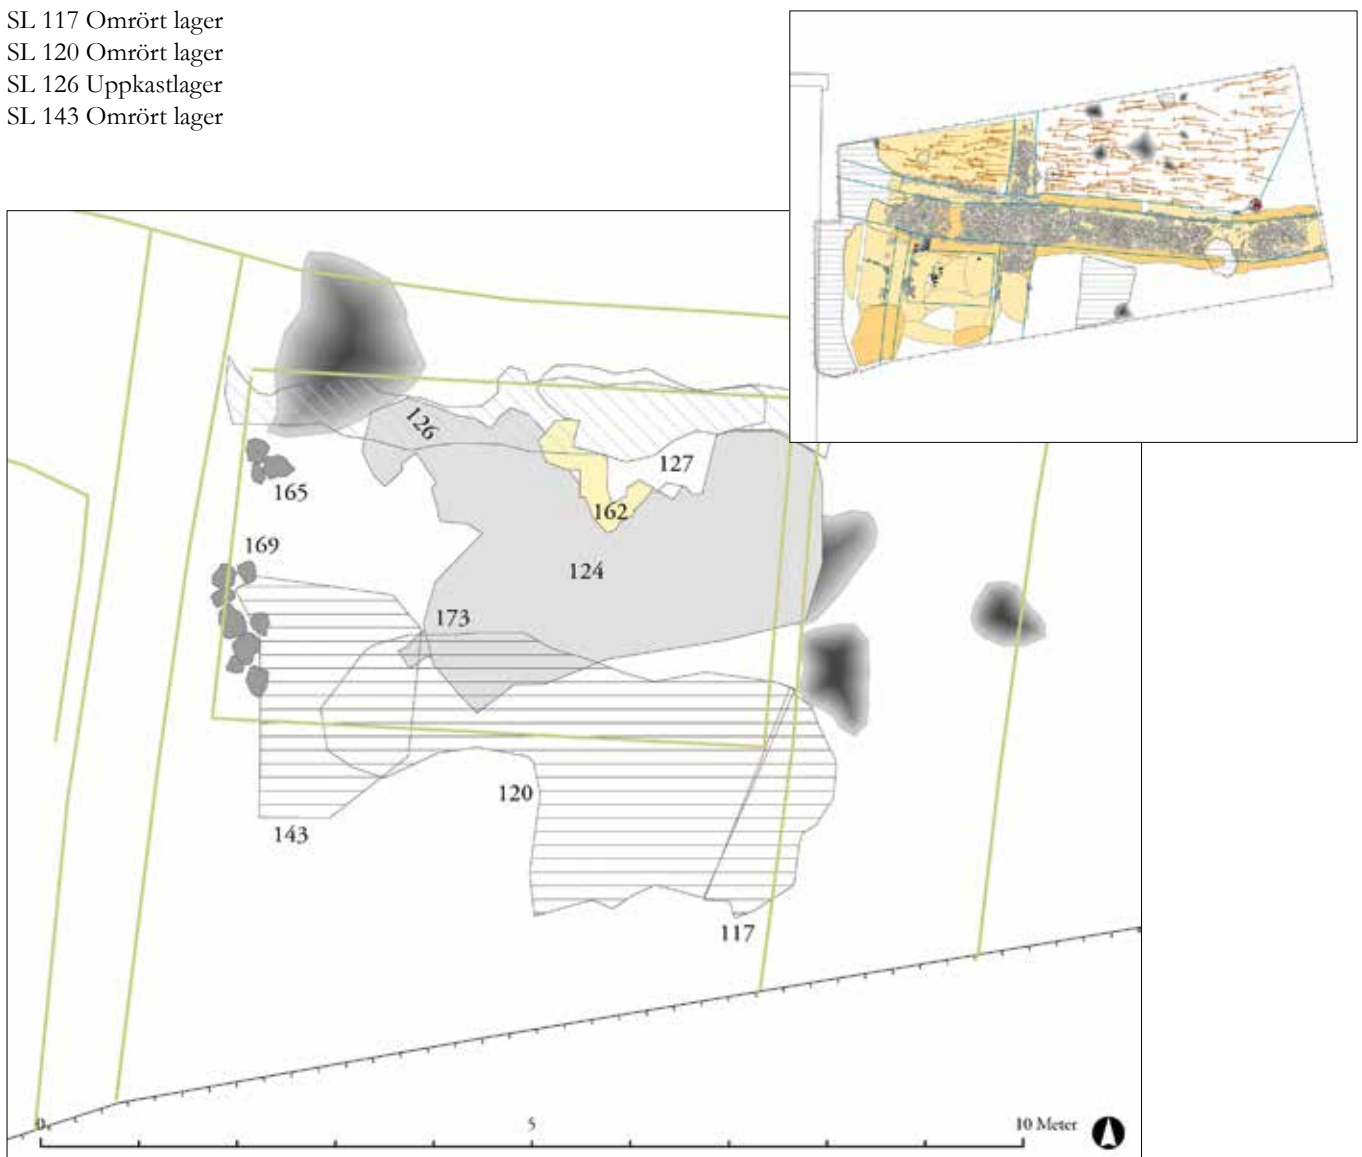 SL 117 Omrört lager
SL 120 Omrört lager
SL 126 Uppkastlager
SL 143 Omrört lager
126
127
165
162
169
124
173
120
143
117
0 5 10 Meter